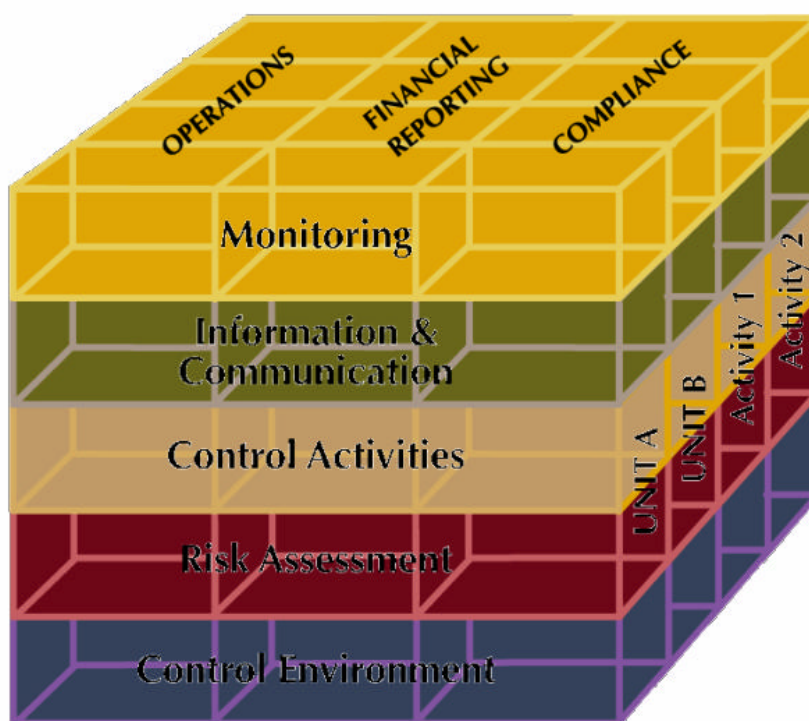 OPERATIONS
FINANCIAL
REPORTING
COMPLIANCE
Monitoring
Information &
Communication
Control Activities
Risk Assessment
Control Environment
UNIT A
UNIT B
Activity 1
Activity 2